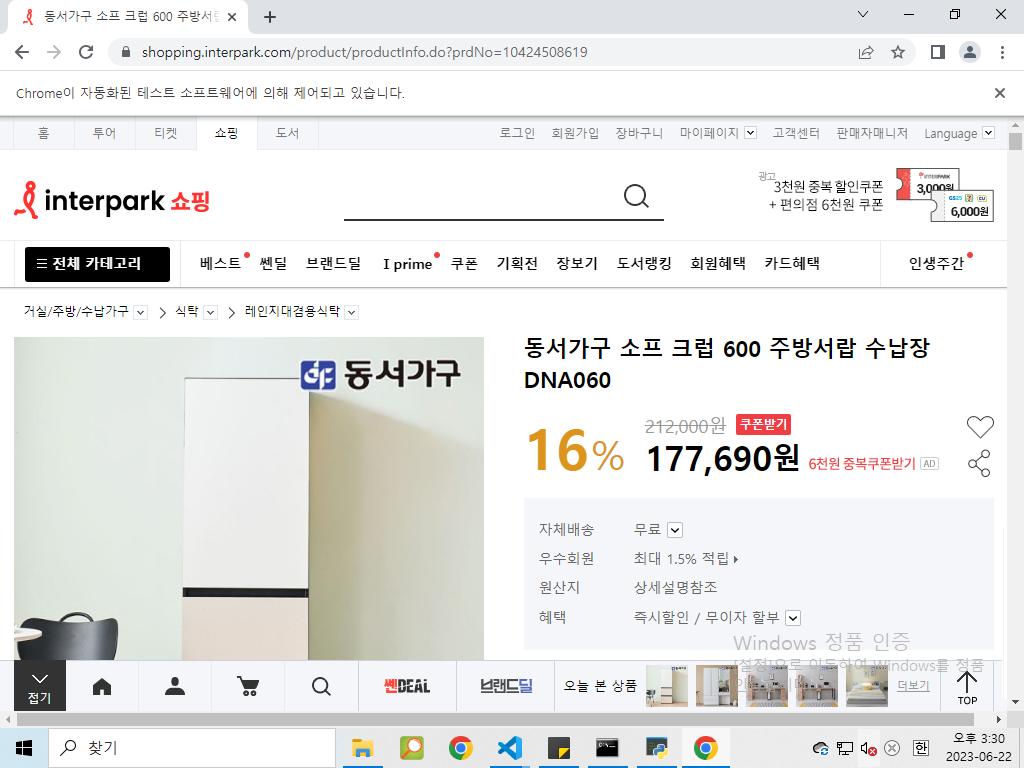 동서가구 소프 크럽 600 주방서랍
shopping.interpark.com/product/productInfo.do?prdNo=10424508619
Chrome이 자동화된 테스트 소프트웨어에 의해 제어되고 있습니다.
홈 투어 티켓 쇼핑 도서 로그인 회원가입 장바구니 마이페이지 고객센터 판매자매니저 Language
interpark 쇼핑
광고
3천원 중복 할인쿠폰
+ 편의점 6천원 쿠폰
INTERPARK
3,000원
GS25 CU
6,000원
전체 카테고리 베스트 쎈딜 브랜드딜 I prime 쿠폰 기획전 장보기 도서랭킹 회원혜택 카드혜택 인생주간
거실/주방/수납가구 식탁 레인지대겸용식탁
동서가구
동서가구 소프 크럽 600 주방서랍 수납장
DNA060
16% 212,000원 쿠폰받기
177,690원 6천원 중복쿠폰받기 AD
자체배송 무료
우수회원 최대 1.5% 적립
원산지 상세설명참조
혜택 즉시할인 / 무이자 할부
Windows 정품 인증
[설정]으로 이동하여 Windows를 정품
접기 쎈DEAL 브랜드딜 오늘 본 상품 더보기 TOP
찾기
한
오후 3:30
2023-06-22